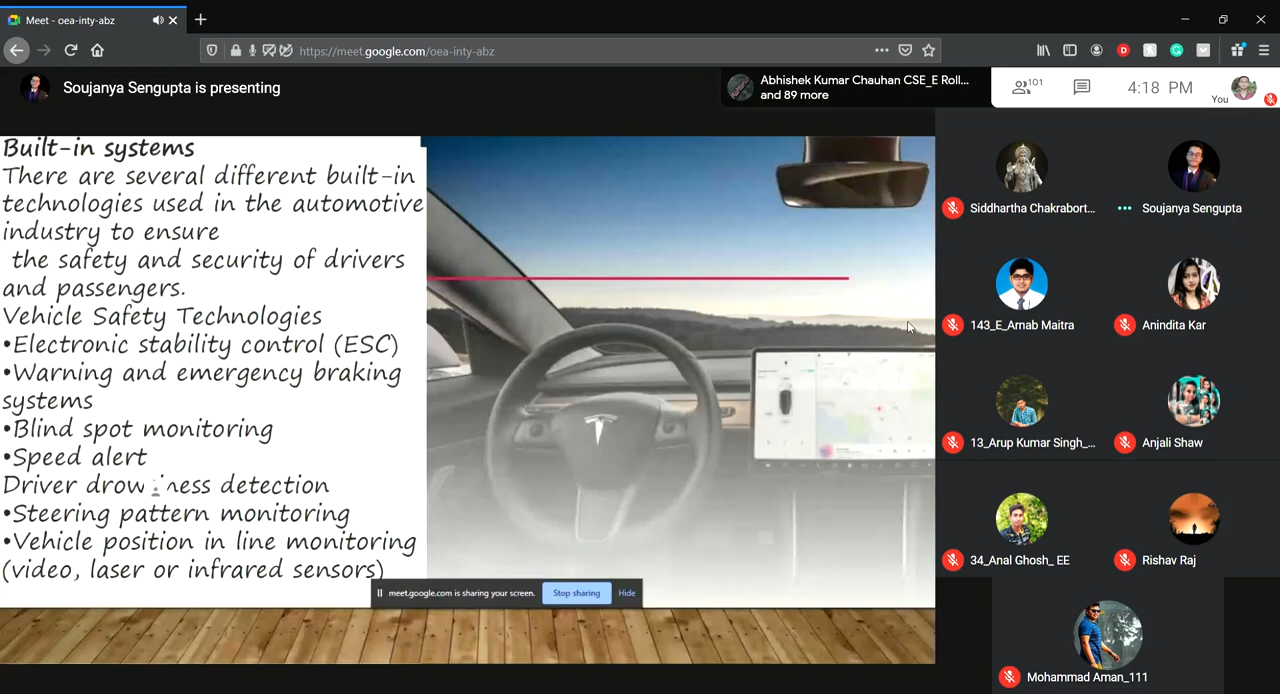 Meet - oea-inty-abz
https://meet.google.com/oea-inty-abz
Soujanya Sengupta is presenting
Abhishek Kumar Chauhan CSE_E Roll...
and 89 more
101
4:18 PM
You
Built-in systems
There are several different built-in
technologies used in the automotive
industry to ensure
the safety and security of drivers
and passengers.
Vehicle Safety Technologies
•Electronic stability control (ESC)
•Warning and emergency braking
systems
•Blind spot monitoring
•Speed alert
Driver drow ness detection
•Steering pattern monitoring
•Vehicle position in line monitoring
(video, laser or infrared sensors)
meet.google.com is sharing your screen.
Stop sharing
Hide
Siddhartha Chakrabort...
Soujanya Sengupta
143_E_Arnab Maitra
Anindita Kar
13_Arup Kumar Singh_...
Anjali Shaw
34_Anal Ghosh_ EE
Rishav Raj
Mohammad Aman_111